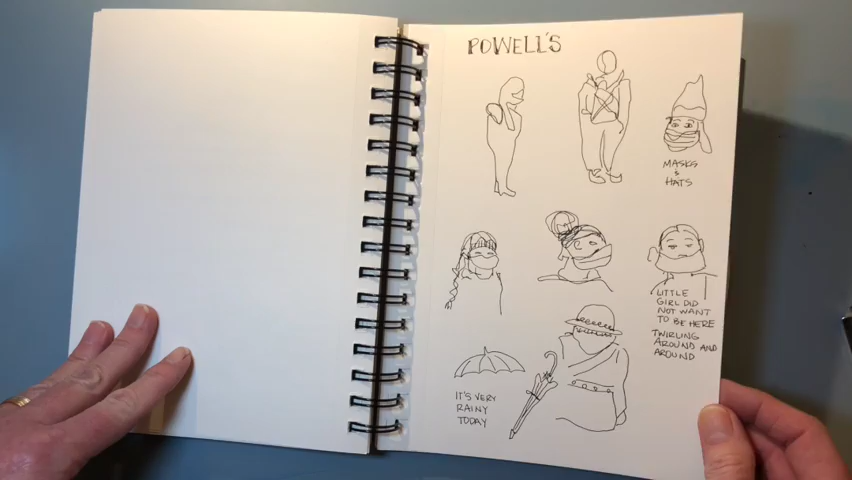 POWELL'S
MASKS
&
HATS
LITTLE
GIRL DID
NOT WANT
TO BE HERE
TWIRLING
AROUND AND
AROUND
IT'S VERY
RAINY
TODAY